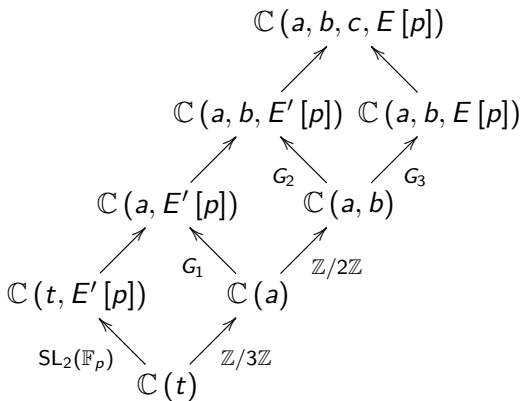 ℂ(a, b, c, E[p])
ℂ(a, b, E′[p]) ℂ(a, b, E[p])
G₂ G₃
ℂ(a, E′[p]) ℂ(a, b)
G₁ ℤ/2ℤ
ℂ(t, E′[p]) ℂ(a)
SL₂(𝔽ₚ) ℤ/3ℤ
ℂ(t)